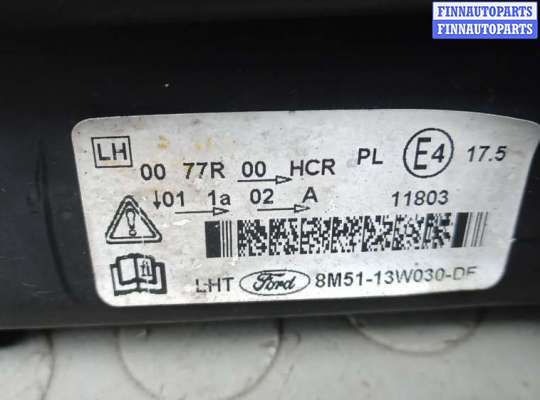 FINNAUTOPARTS
FINNAUTOPARTS
LH
00 77R 00 HCR PL E4 17.5
01 1a 02 A 11803
LHT Ford 8M51-13W030-DF